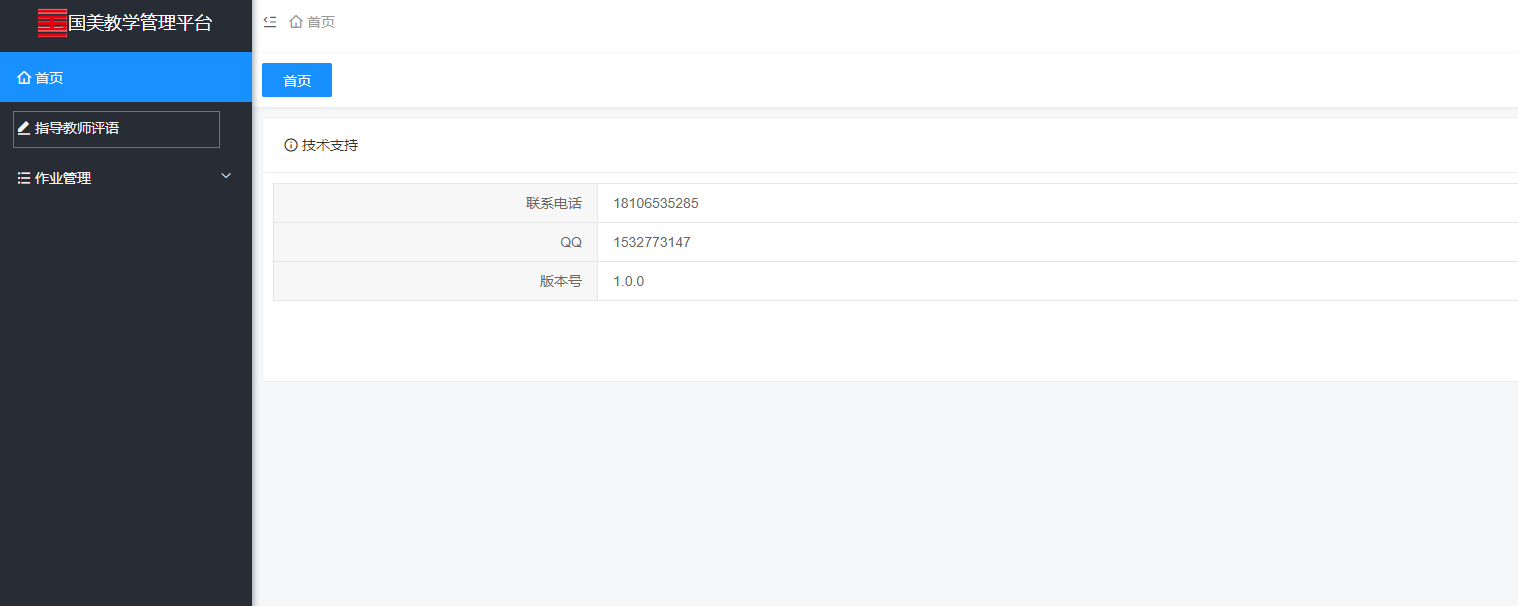 国美教学管理平台
首页
首页
首页
指导教师评语
作业管理
技术支持
联系电话 18106535285
QQ 1532773147
版本号 1.0.0